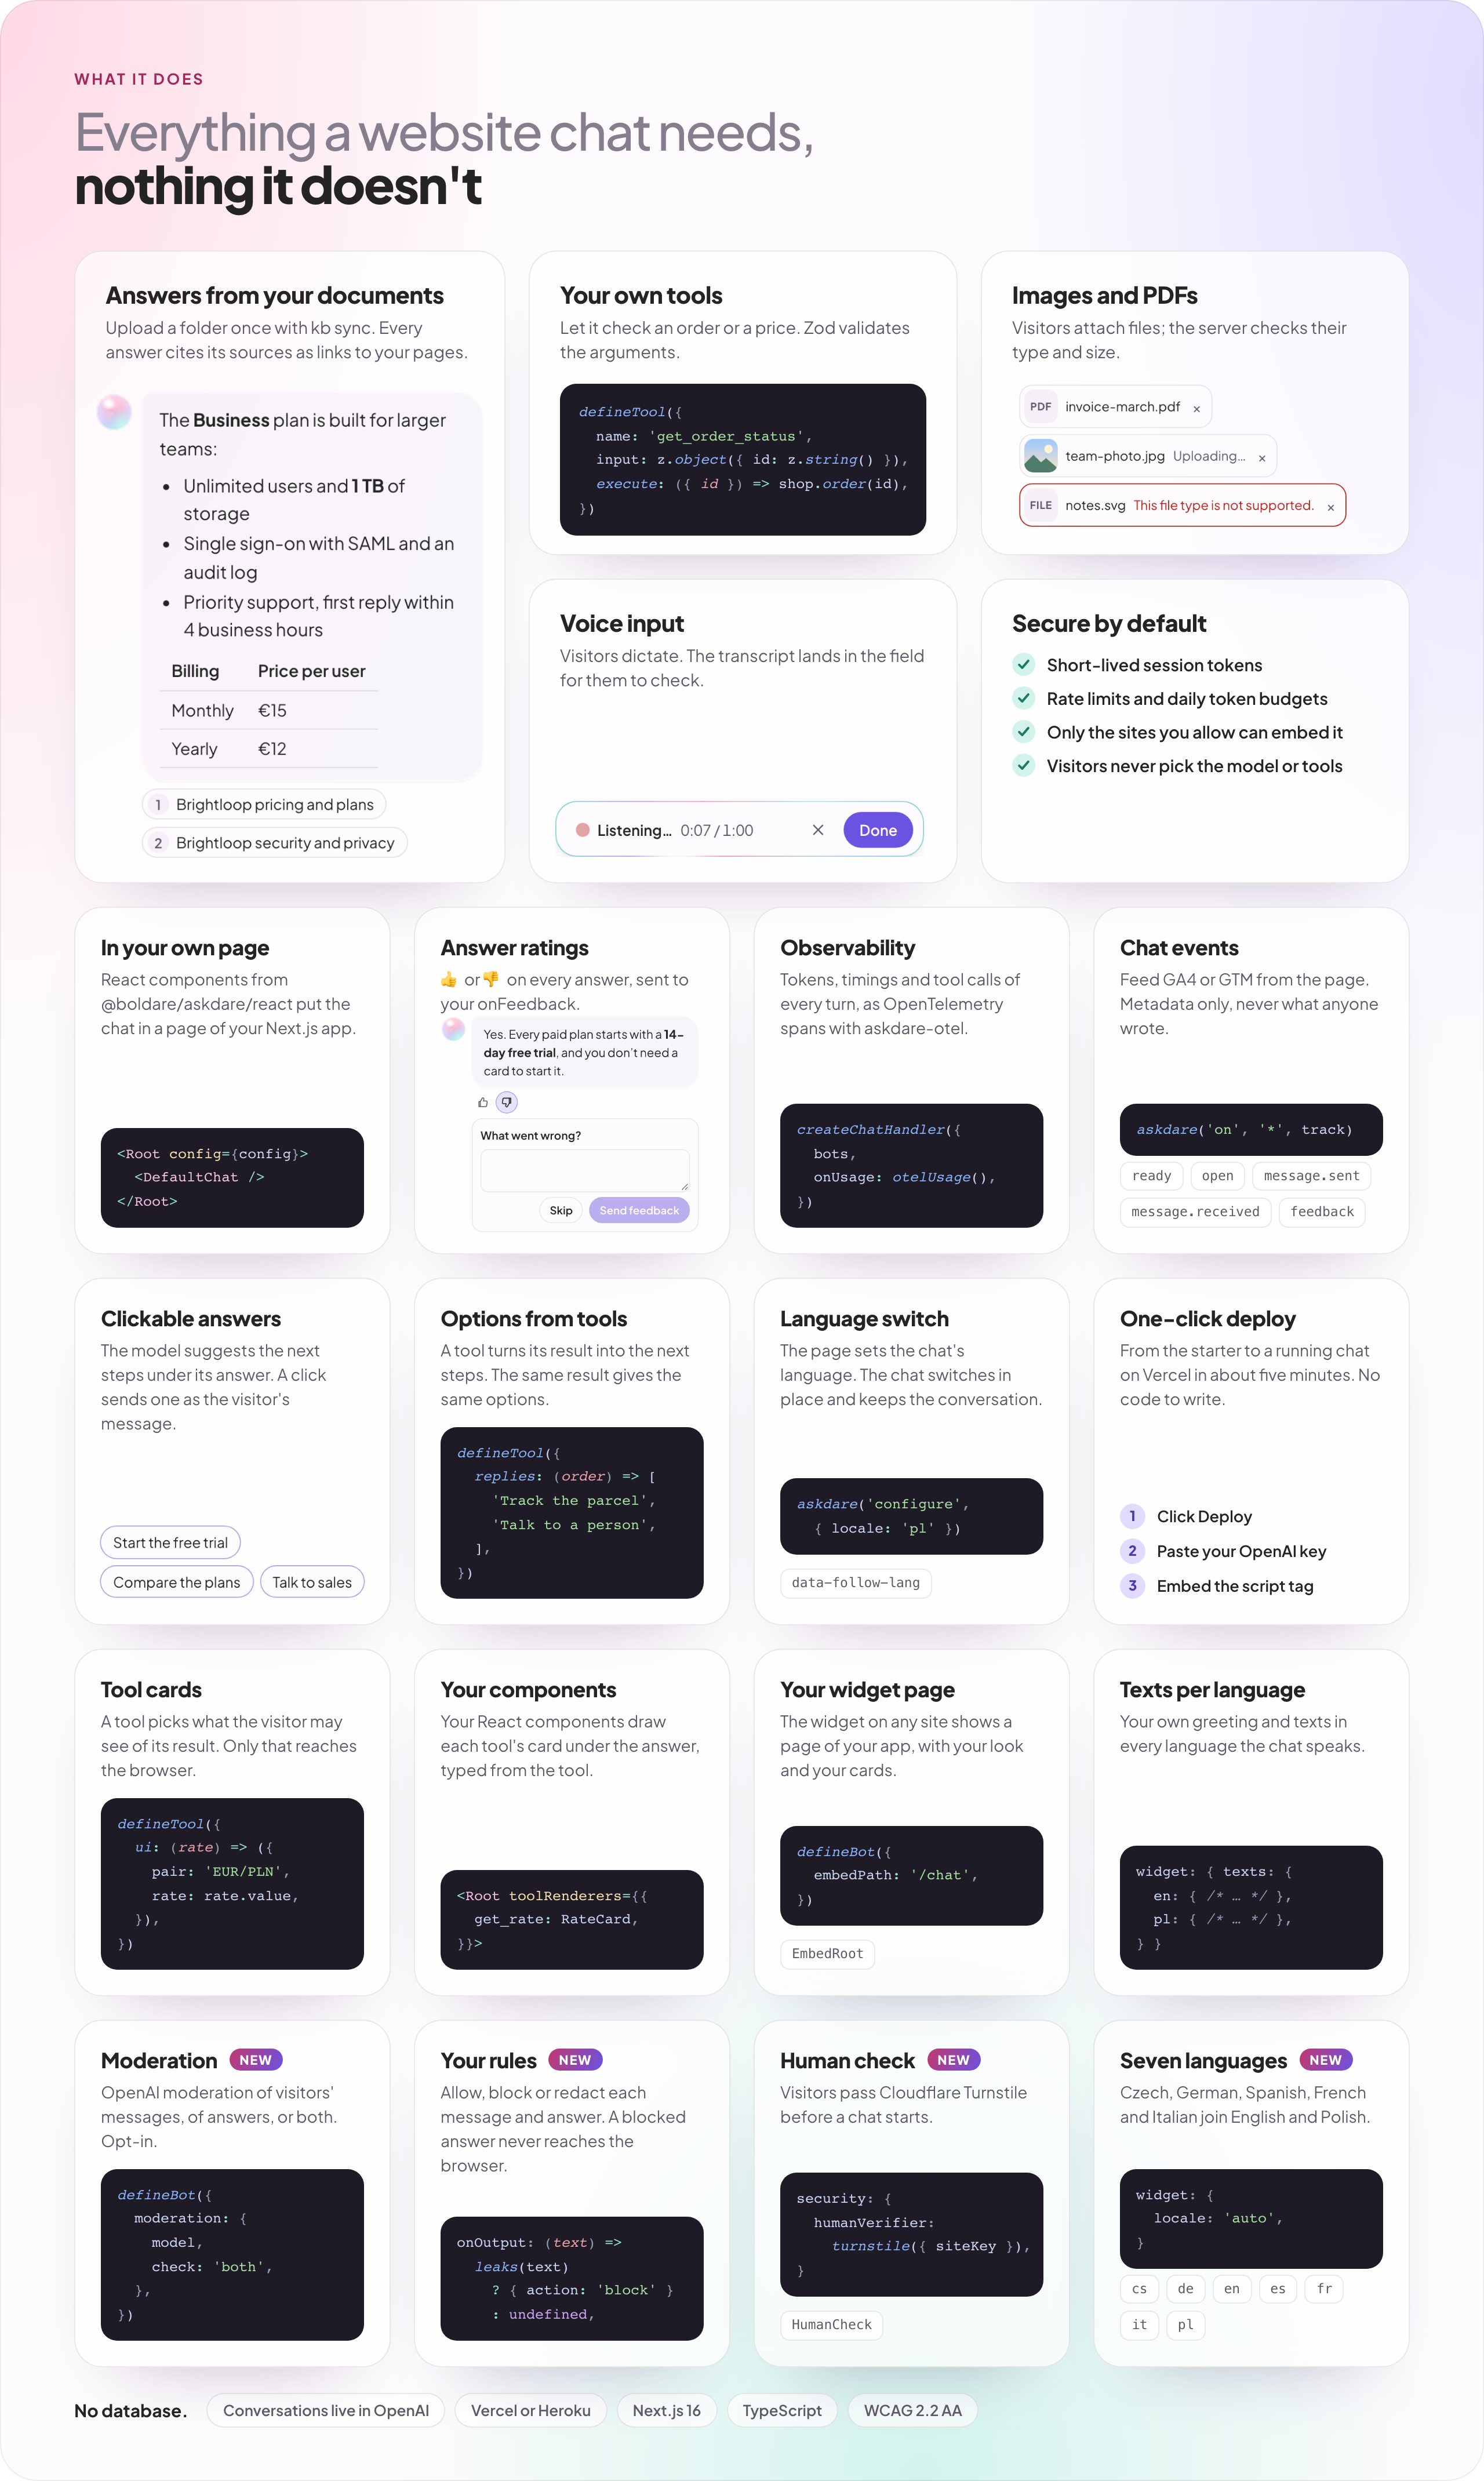 WHAT IT DOES
Everything a website chat needs,
nothing it doesn't
Answers from your documents
Upload a folder once with kb sync. Every
answer cites its sources as links to your pages.
The Business plan is built for larger
teams:
• Unlimited users and 1 TB of
storage
• Single sign-on with SAML and an
audit log
• Priority support, first reply within
4 business hours
Billing Price per user
Monthly €15
Yearly €12
1 Brightloop pricing and plans
2 Brightloop security and privacy
Your own tools
Let it check an order or a price. Zod validates
the arguments.
defineTool({
name: 'get_order_status',
input: z.object({ id: z.string() }),
execute: ({ id }) => shop.order(id),
})
Images and PDFs
Visitors attach files; the server checks their
type and size.
PDF invoice-march.pdf ×
team-photo.jpg Uploading… ×
FILE notes.svg This file type is not supported. ×
Voice input
Visitors dictate. The transcript lands in the field
for them to check.
Listening… 0:07 / 1:00 × Done
Secure by default
Short-lived session tokens
Rate limits and daily token budgets
Only the sites you allow can embed it
Visitors never pick the model or tools
In your own page
React components from
@boldare/askdare/react put the
chat in a page of your Next.js app.
<Root config={config}>
<DefaultChat />
</Root>
Answer ratings
👍 or 👎 on every answer, sent to
your onFeedback.
Yes. Every paid plan starts with a 14-
day free trial, and you don't need a
card to start it.
What went wrong?
Skip Send feedback
Observability
Tokens, timings and tool calls of
every turn, as OpenTelemetry
spans with askdare-otel.
createChatHandler({
bots,
onUsage: otelUsage(),
})
Chat events
Feed GA4 or GTM from the page.
Metadata only, never what anyone
wrote.
askdare('on', '*', track)
ready open message.sent
message.received feedback
Clickable answers
The model suggests the next
steps under its answer. A click
sends one as the visitor's
message.
Start the free trial
Compare the plans Talk to sales
Options from tools
A tool turns its result into the next
steps. The same result gives the
same options.
defineTool({
replies: (order) => [
'Track the parcel',
'Talk to a person',
],
})
Language switch
The page sets the chat's
language. The chat switches in
place and keeps the conversation.
askdare('configure',
{ locale: 'pl' })
data-follow-lang
One-click deploy
From the starter to a running chat
on Vercel in about five minutes. No
code to write.
1 Click Deploy
2 Paste your OpenAI key
3 Embed the script tag
Tool cards
A tool picks what the visitor may
see of its result. Only that reaches
the browser.
defineTool({
ui: (rate) => ({
pair: 'EUR/PLN',
rate: rate.value,
}),
})
Your components
Your React components draw
each tool's card under the answer,
typed from the tool.
<Root toolRenderers={{
get_rate: RateCard,
}}>
Your widget page
The widget on any site shows a
page of your app, with your look
and your cards.
defineBot({
embedPath: '/chat',
})
EmbedRoot
Texts per language
Your own greeting and texts in
every language the chat speaks.
widget: { texts: {
en: { /* … */ },
pl: { /* … */ },
} }
Moderation NEW
OpenAI moderation of visitors'
messages, of answers, or both.
Opt-in.
defineBot({
moderation: {
model,
check: 'both',
},
})
Your rules NEW
Allow, block or redact each
message and answer. A blocked
answer never reaches the
browser.
onOutput: (text) =>
leaks(text)
? { action: 'block' }
: undefined,
Human check NEW
Visitors pass Cloudflare Turnstile
before a chat starts.
security: {
humanVerifier:
turnstile({ siteKey }),
}
HumanCheck
Seven languages NEW
Czech, German, Spanish, French
and Italian join English and Polish.
widget: {
locale: 'auto',
}
cs de en es fr
it pl
No database. Conversations live in OpenAI Vercel or Heroku Next.js 16 TypeScript WCAG 2.2 AA